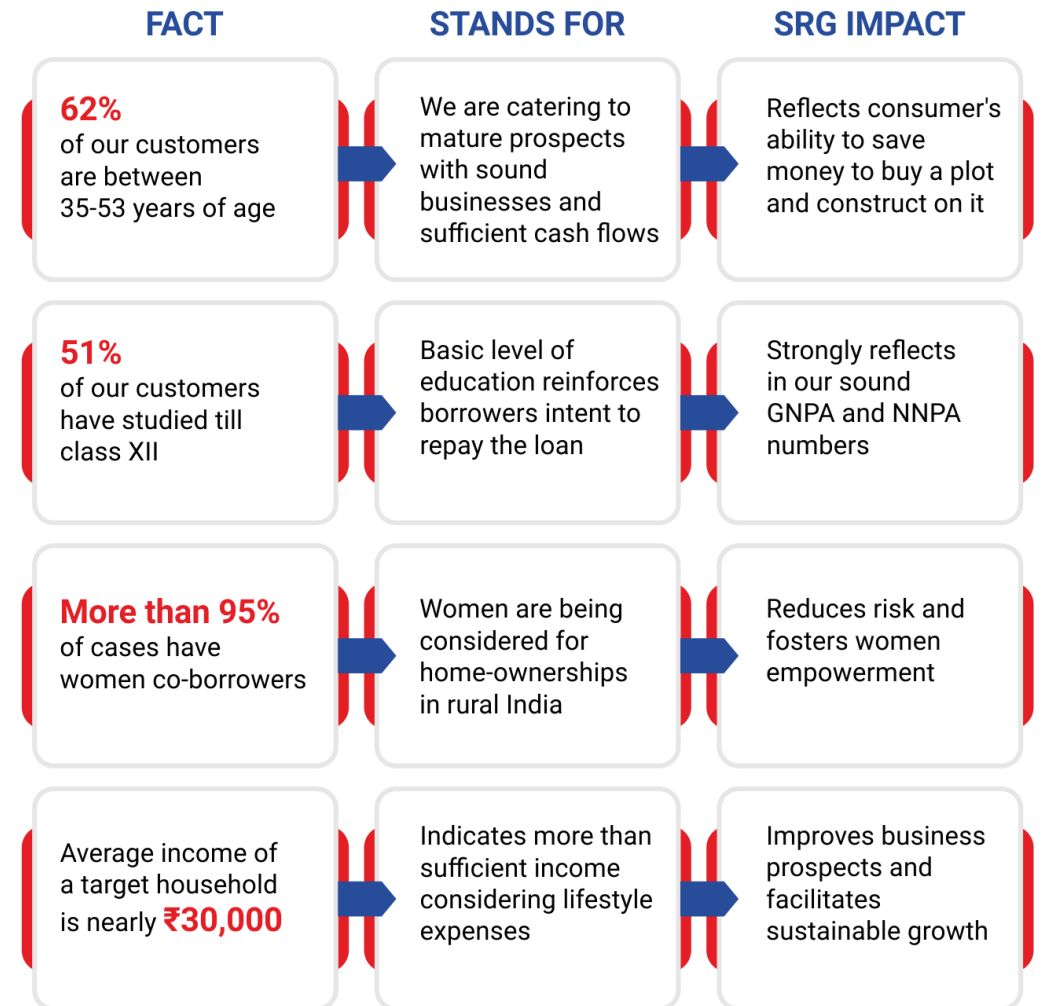 FACT
STANDS FOR
SRG IMPACT
62%
of our customers
are between
35-53 years of age
We are catering to
mature prospects
with sound
businesses and
sufficient cash flows
Reflects consumer's
ability to save
money to buy a plot
and construct on it
51%
of our customers
have studied till
class XII
Basic level of
education reinforces
borrowers intent to
repay the loan
Strongly reflects
in our sound
GNPA and NNPA
numbers
More than 95%
of cases have
women co-borrowers
Women are being
considered for
home-ownerships
in rural India
Reduces risk and
fosters women
empowerment
Average income of
a target household
is nearly ₹30,000
Indicates more than
sufficient income
considering lifestyle
expenses
Improves business
prospects and
facilitates
sustainable growth